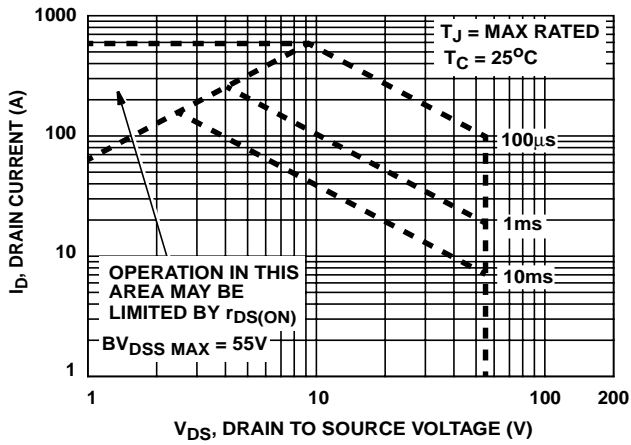 1000
T_J = MAX RATED
T_C = 25°C
100
100μs
10
1ms
10ms
OPERATION IN THIS
AREA MAY BE
LIMITED BY r_DS(ON)
BV_DSS MAX = 55V
1
1
10
100
200
I_D, DRAIN CURRENT (A)
V_DS, DRAIN TO SOURCE VOLTAGE (V)